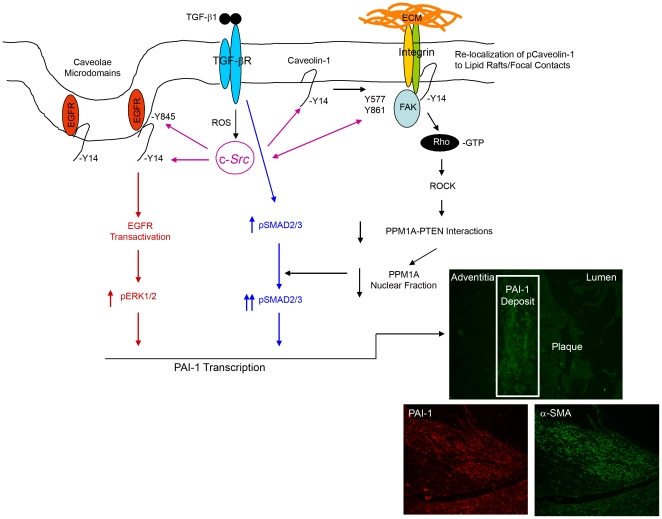 TGF-β1
ECM
TGF-βR
Integrin
Caveolin-1
Re-localization of pCaveolin-1
to Lipid Rafts/Focal Contacts
Caveolae
Microdomains
EGFR
EGFR
-Y845
-Y14
-Y14
-Y14
Y577
Y861
FAK
-Y14
ROS
c-Src
Rho
-GTP
ROCK
EGFR
Transactivation
pSMAD2/3
PPM1A-PTEN Interactions
PPM1A
Nuclear Fraction
pERK1/2
pSMAD2/3
PAI-1 Transcription
Adventitia
Lumen
PAI-1
Deposit
Plaque
PAI-1
α-SMA